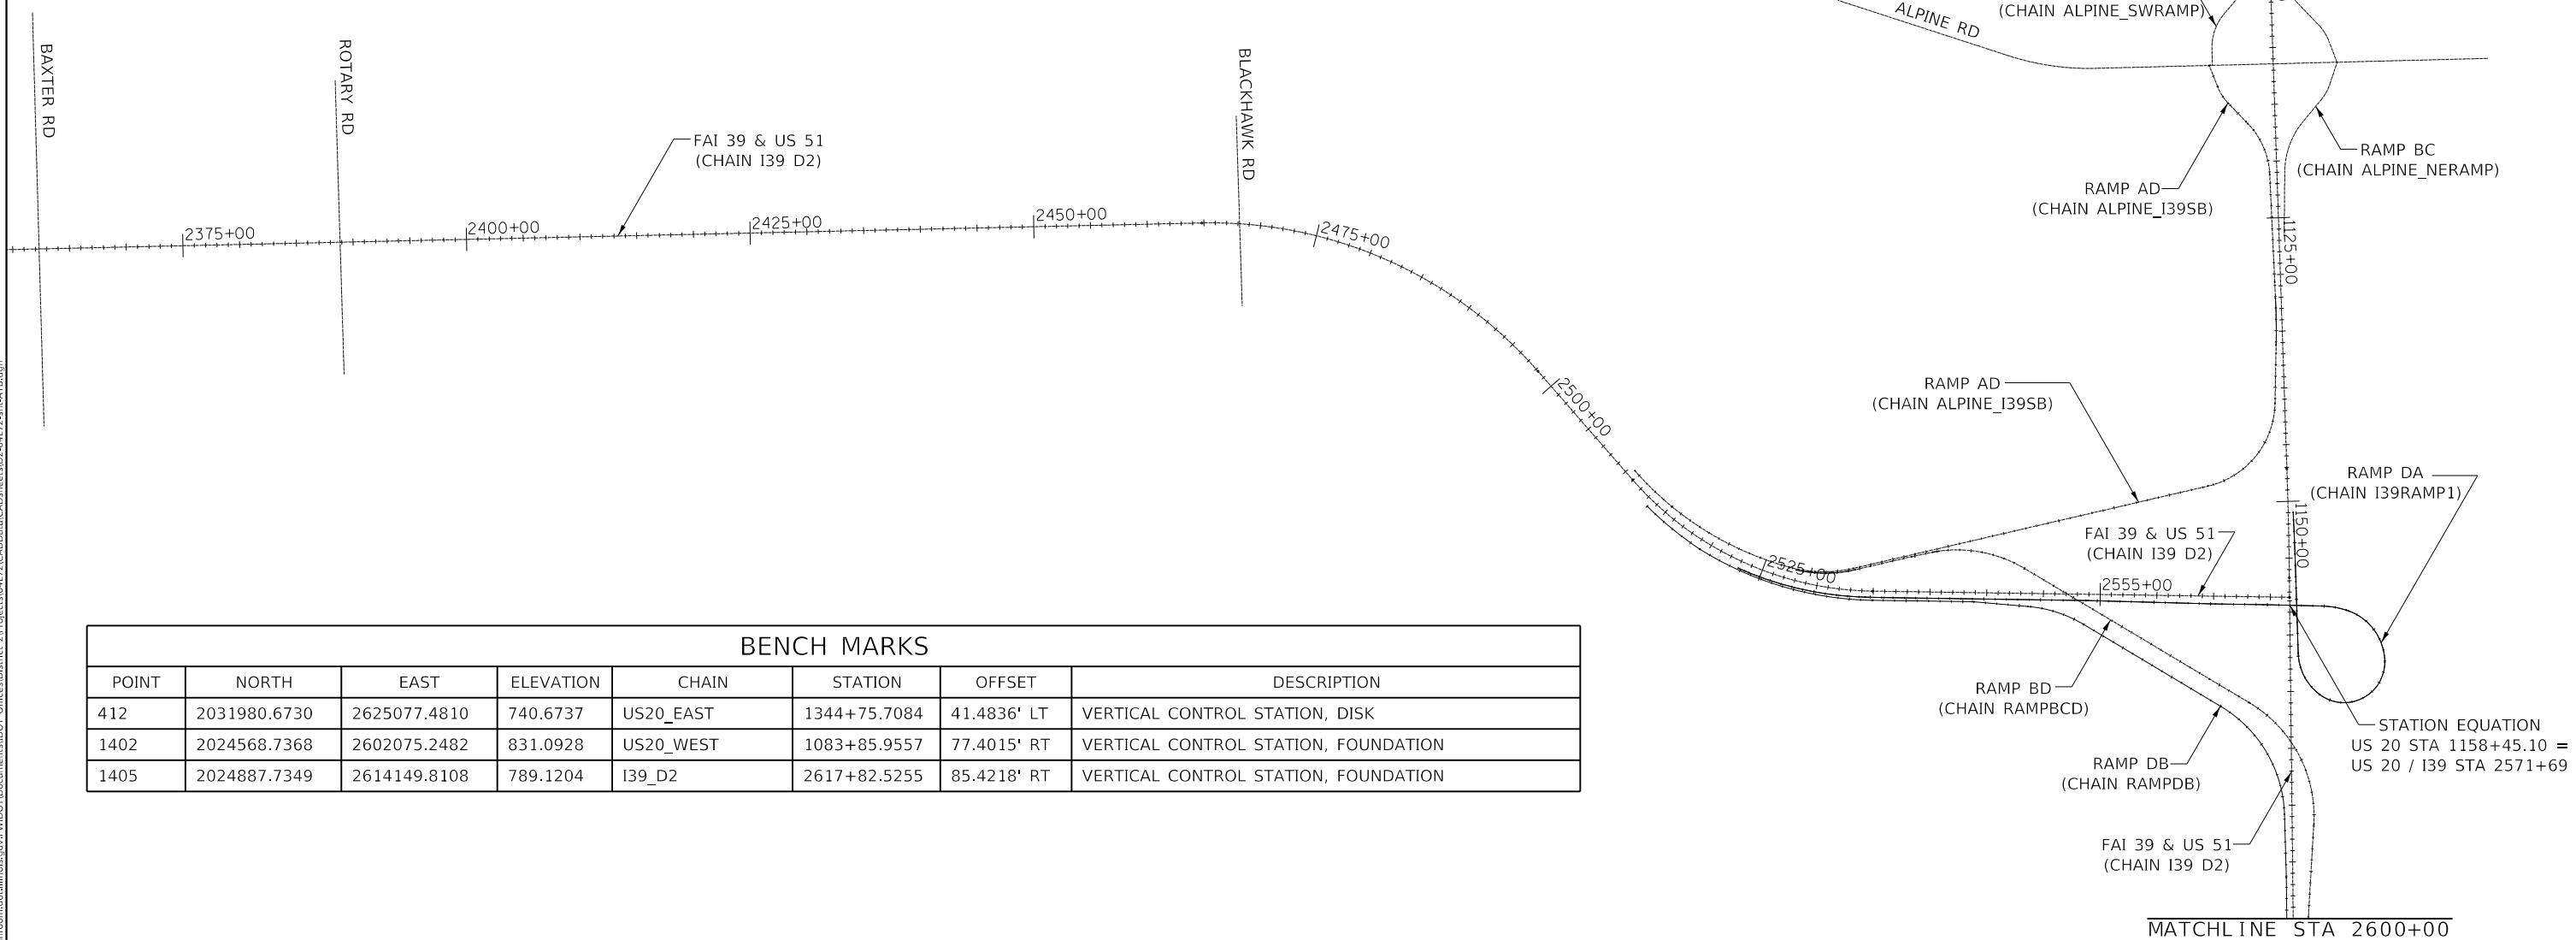 BAXTER RD
ROTARY RD
BLACKHAWK RD
ALPINE RD
(CHAIN ALPINE_SWRAMP)
FAI 39 & US 51
(CHAIN I39 D2)
RAMP BC
(CHAIN ALPINE_NERAMP)
RAMP AD
(CHAIN ALPINE_I39SB)
2375+00
2400+00
2425+00
2450+00
2475+00
2500+00
2525+00
2555+00
1125+00
1150+00
RAMP AD
(CHAIN ALPINE_I39SB)
RAMP DA
(CHAIN I39RAMP1)
FAI 39 & US 51
(CHAIN I39 D2)
RAMP BD
(CHAIN RAMPBCD)
STATION EQUATION
US 20 STA 1158+45.10 =
US 20 / I39 STA 2571+69
RAMP DB
(CHAIN RAMPDB)
FAI 39 & US 51
(CHAIN I39 D2)
MATCHLINE STA 2600+00
BENCH MARKS
POINT NORTH EAST ELEVATION CHAIN STATION OFFSET DESCRIPTION
412 2031980.6730 2625077.4810 740.6737 US20_EAST 1344+75.7084 41.4836' LT VERTICAL CONTROL STATION, DISK
1402 2024568.7368 2602075.2482 831.0928 US20_WEST 1083+85.9557 77.4015' RT VERTICAL CONTROL STATION, FOUNDATION
1405 2024887.7349 2614149.8108 789.1204 I39_D2 2617+82.5255 85.4218' RT VERTICAL CONTROL STATION, FOUNDATION